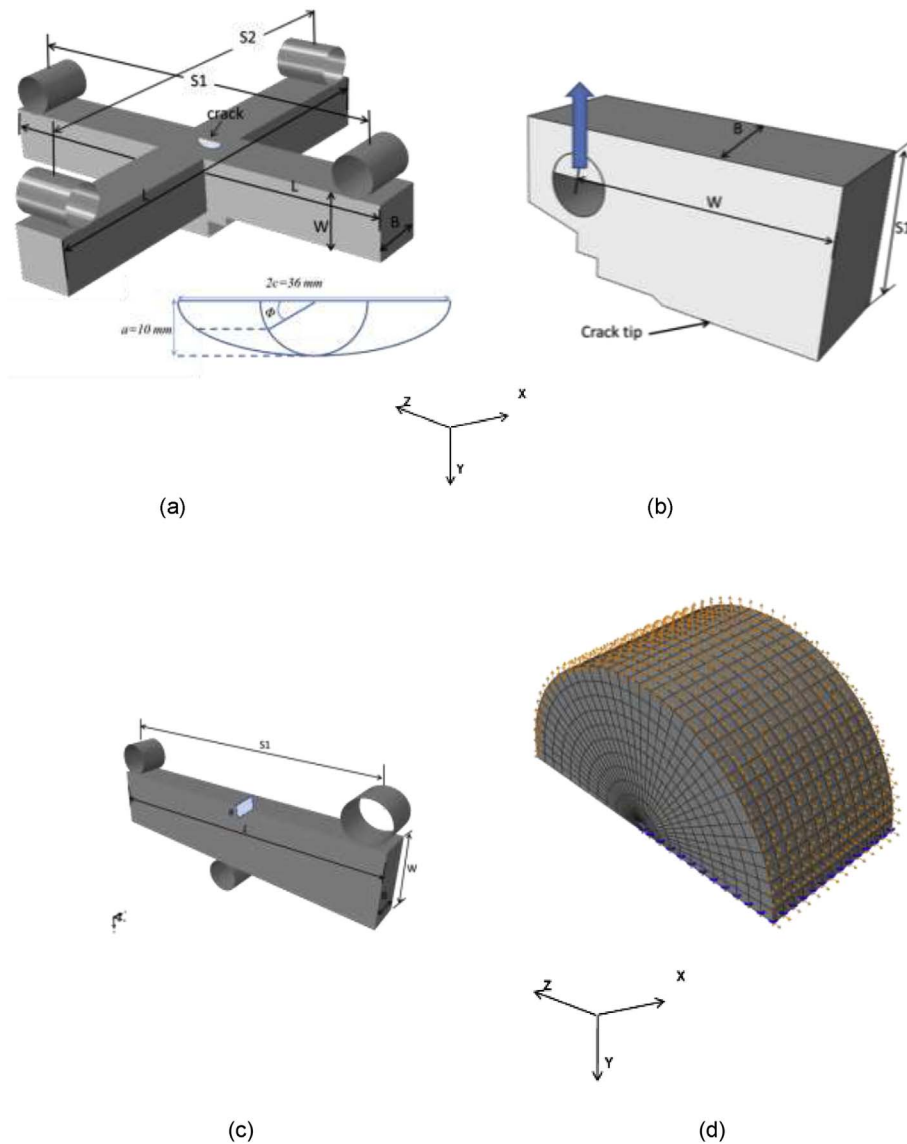 S2
S1
crack
L
L
W
B
2c=36 mm
a=10 mm
Φ
B
W
S1
Crack tip
Z
X
Y
(a)
(b)
S1
W
Z
X
Y
(c)
(d)